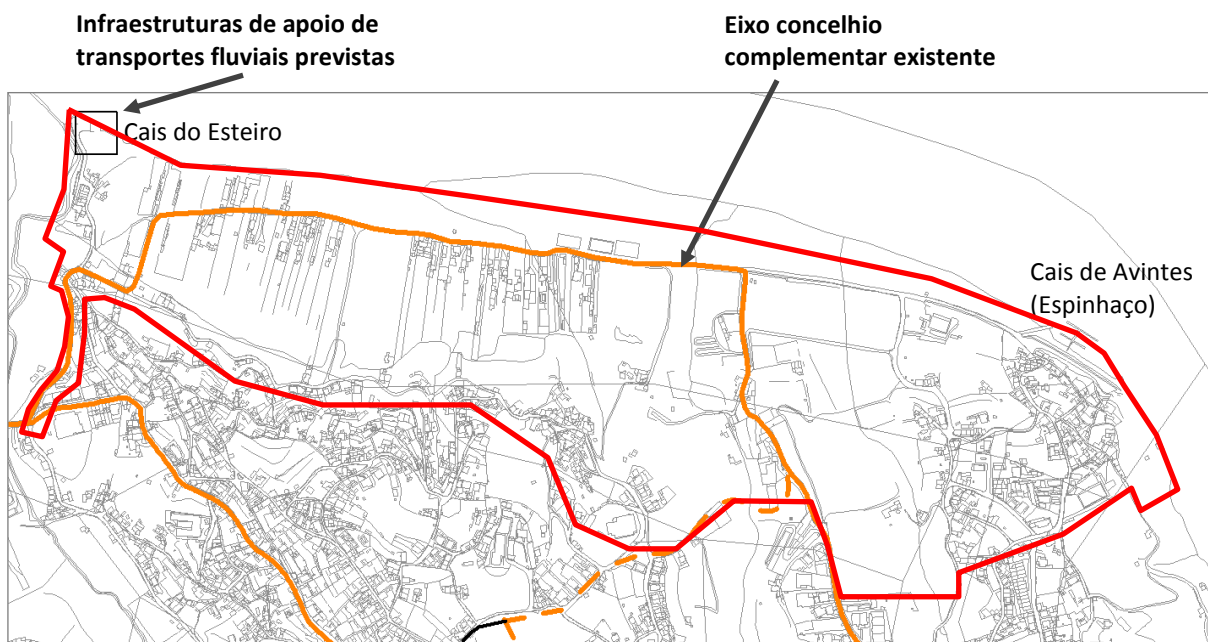 Infraestruturas de apoio de
transportes fluviais previstas
Eixo concelhio
complementar existente
Cais do Esteiro
Cais de Avintes
(Espinhaço)